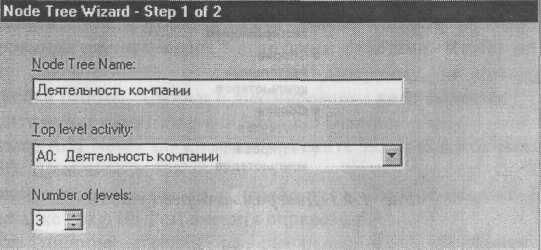 Node Tree Wizard - Step 1 of 2
Node Tree Name:
Деятельность компании
Top level activity:
A0: Деятельность компании
Number of levels:
3